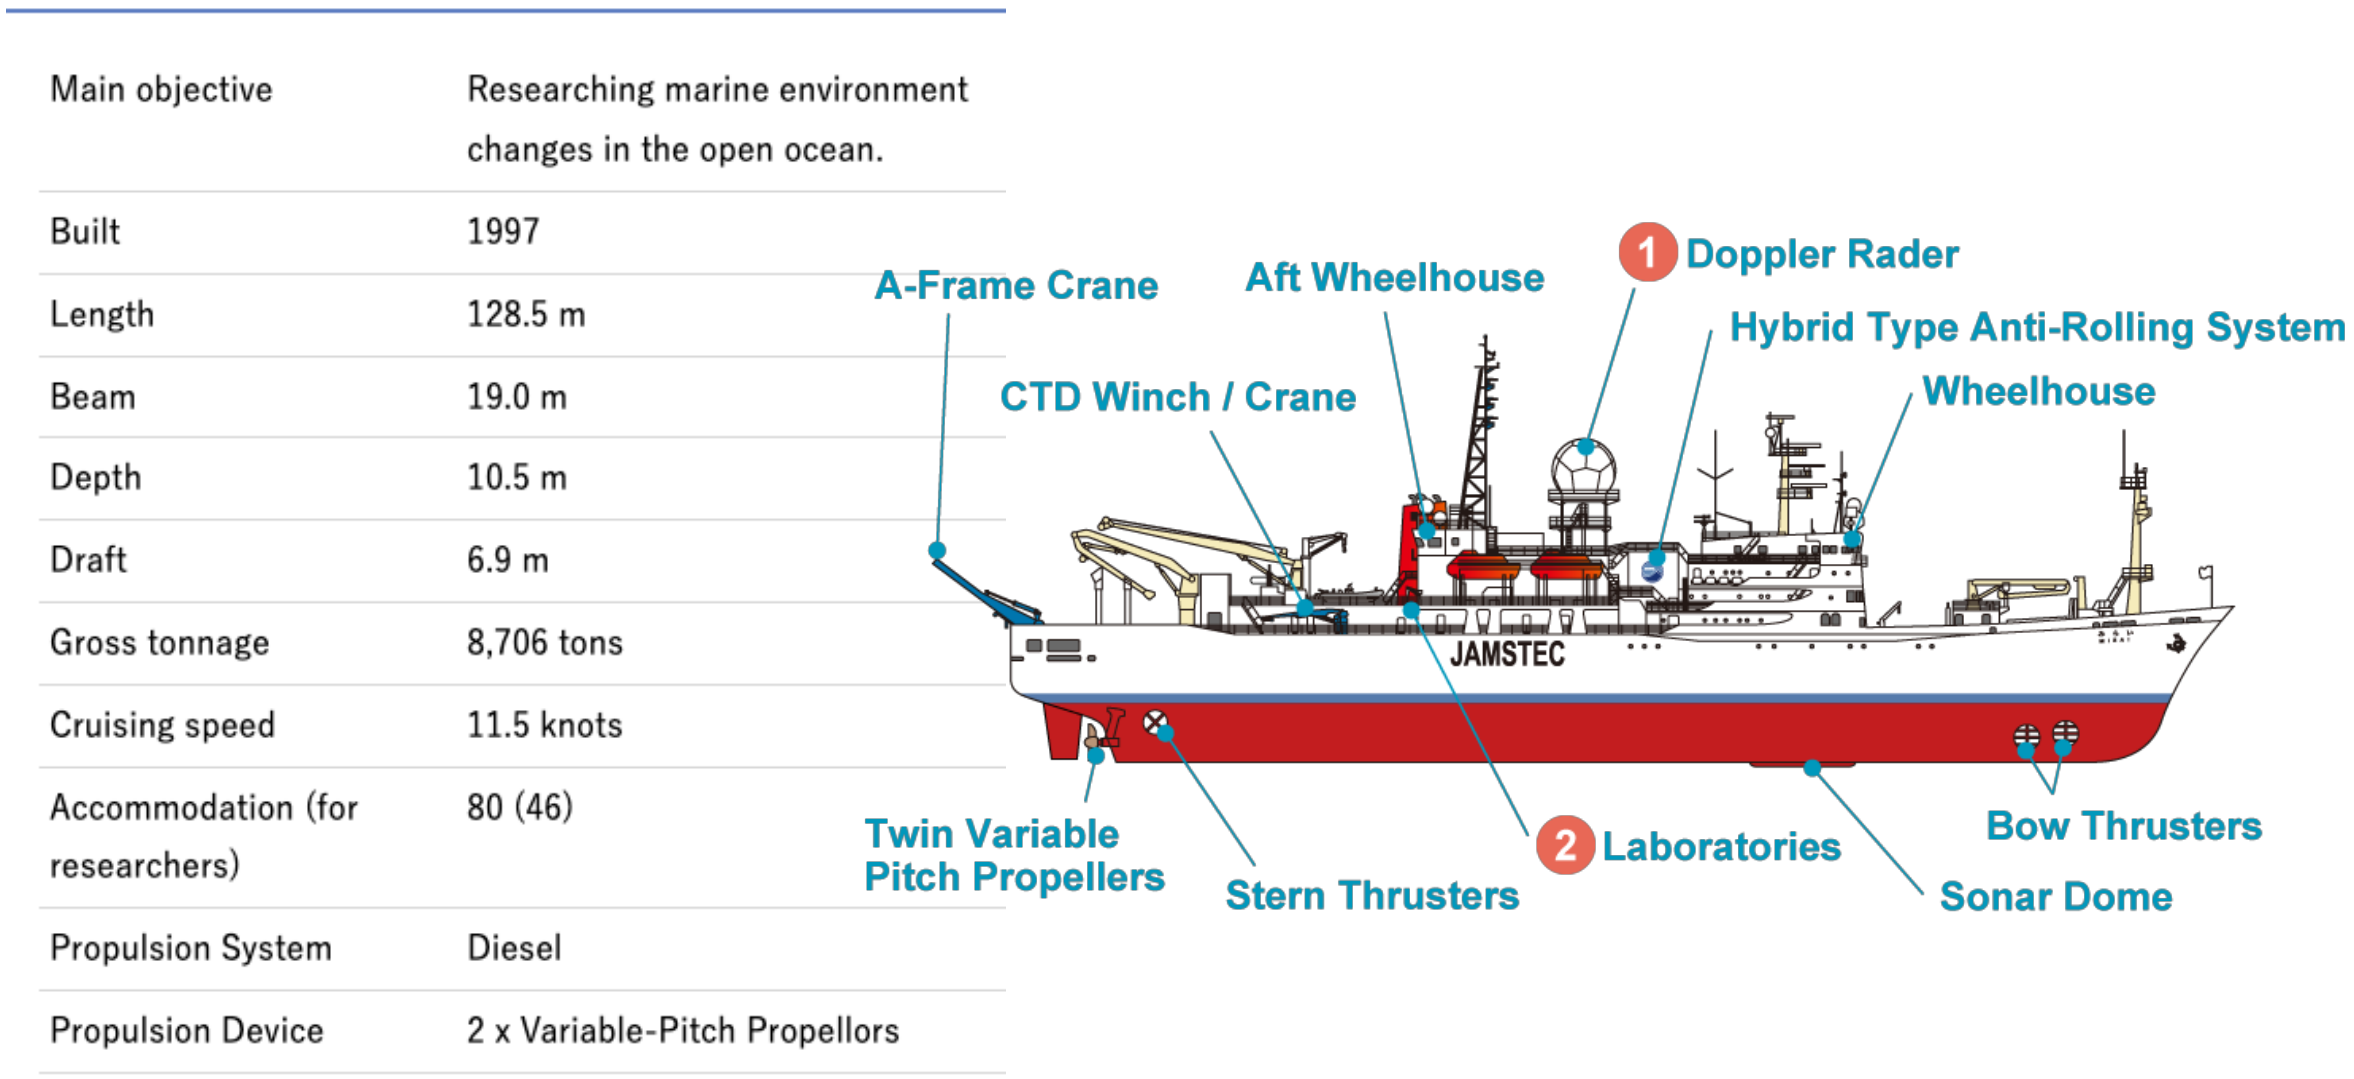 Main objective
Researching marine environment
changes in the open ocean.
Built
1997
Length
128.5 m
Beam
19.0 m
Depth
10.5 m
Draft
6.9 m
Gross tonnage
8,706 tons
Cruising speed
11.5 knots
Accommodation (for
researchers)
80 (46)
Propulsion System
Diesel
Propulsion Device
2 x Variable-Pitch Propellors
A-Frame Crane
Aft Wheelhouse
1 Doppler Rader
Hybrid Type Anti-Rolling System
CTD Winch / Crane
Wheelhouse
JAMSTEC
Twin Variable
Pitch Propellers
Stern Thrusters
2 Laboratories
Bow Thrusters
Sonar Dome